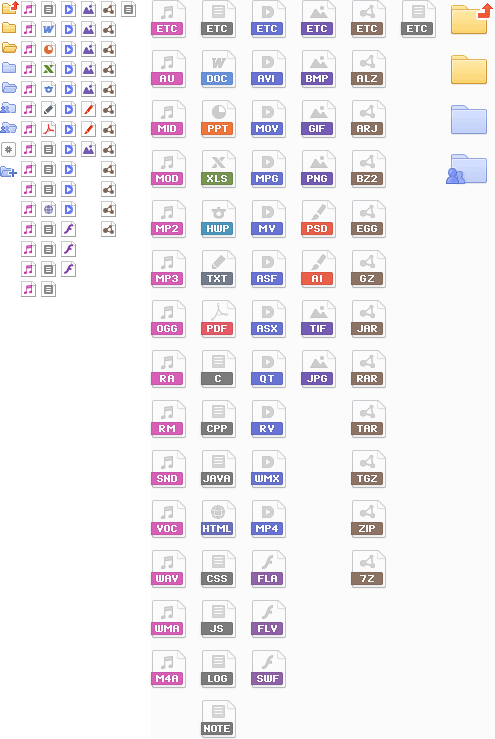 ETC ETC ETC ETC ETC ETC
AU DOC AVI BMP ALZ
MID PPT MOV GIF ARJ
MOD XLS MPG PNG BZ2
MP2 HWP MV PSD EGG
MP3 TXT ASF AI GZ
OGG PDF ASX TIF JAR
RA C QT JPG RAR
RM CPP RV TAR
SND JAVA WMX TGZ
VOC HTML MP4 ZIP
WAV CSS FLA 7Z
WMA JS FLV
M4A LOG SWF
NOTE